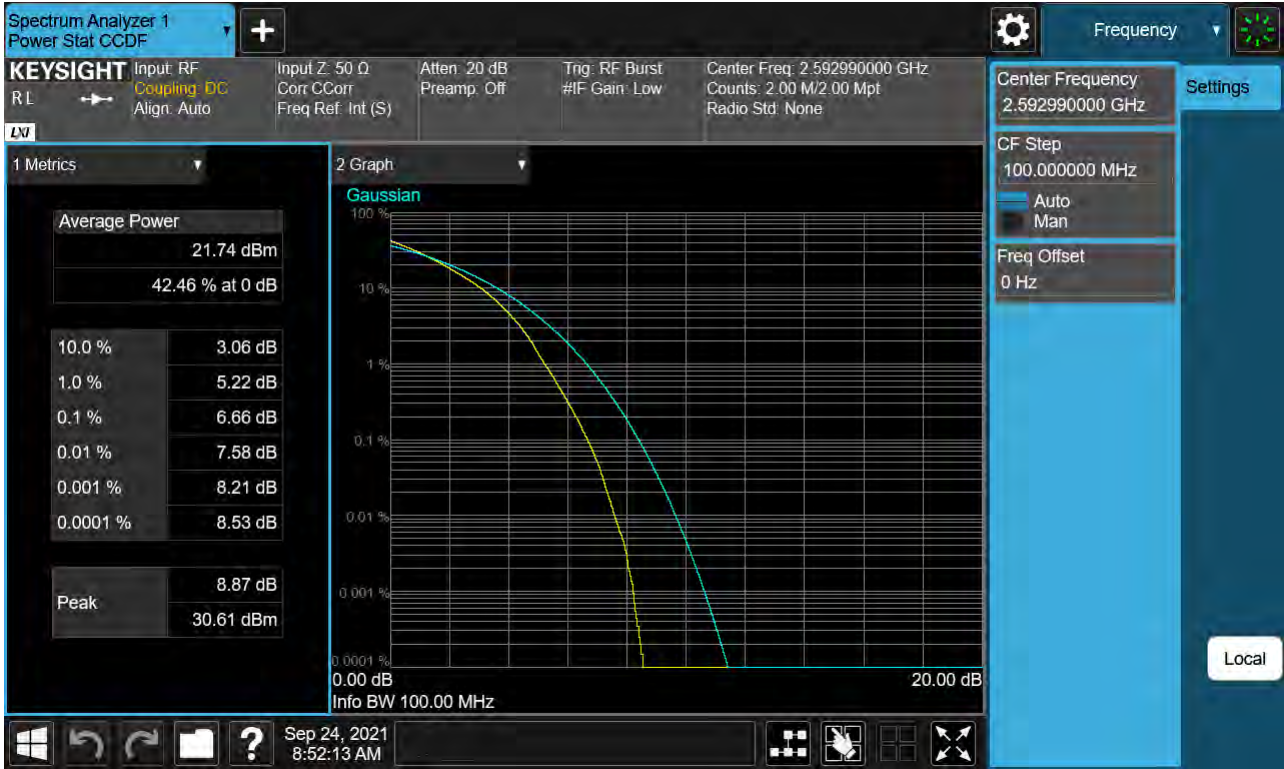 Spectrum Analyzer 1
Power Stat CCDF
Frequency
KEYSIGHT
R L
LXI
Input: RF
Coupling: DC
Align: Auto
Input Z: 50 Ω
Corr CCorr
Freq Ref: Int (S)
Atten: 20 dB
Preamp: Off
Trig: RF Burst
#IF Gain: Low
Center Freq: 2.592990000 GHz
Counts: 2.00 M/2.00 Mpt
Radio Std: None
Center Frequency
2.592990000 GHz
Settings
CF Step
100.000000 MHz
Auto
Man
Freq Offset
0 Hz
1 Metrics
Average Power
21.74 dBm
42.46 % at 0 dB
10.0 % 3.06 dB
1.0 % 5.22 dB
0.1 % 6.66 dB
0.01 % 7.58 dB
0.001 % 8.21 dB
0.0001 % 8.53 dB
Peak
8.87 dB
30.61 dBm
2 Graph
Gaussian
100 %
10 %
1 %
0.1 %
0.01 %
0.001 %
0.0001 %
0.00 dB 20.00 dB
Info BW 100.00 MHz
Local
?
Sep 24, 2021
8:52:13 AM